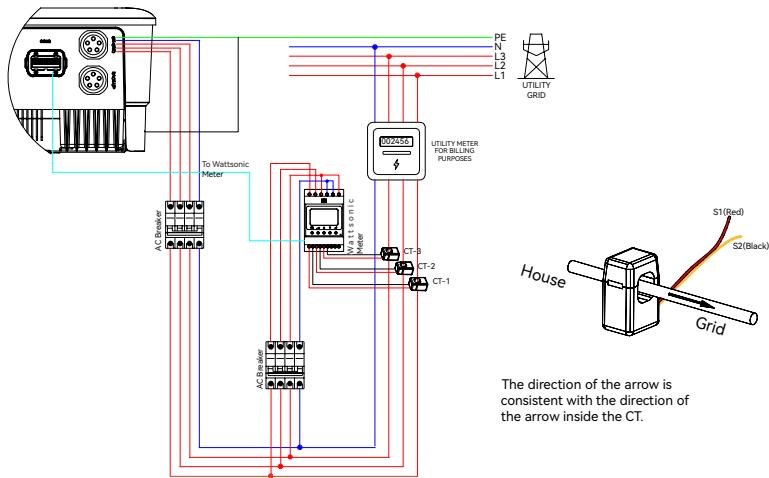 PE
N
L3
L2
L1
UTILITY
GRID
002456
UTILITY METER
FOR BILLING
PURPOSES
To Wattsonic
Meter
AC Breaker
Wattsonic
Meter
CT-3
CT-2
CT-1
AC Breaker
S1(Red)
S2(Black)
House
Grid
The direction of the arrow is
consistent with the direction of
the arrow inside the CT.